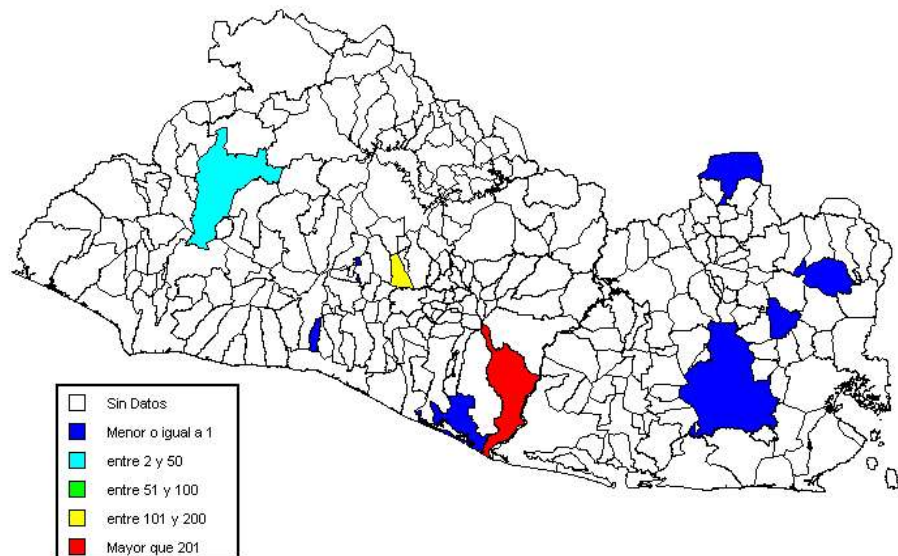 Sin Datos
Menor o igual a 1
entre 2 y 50
entre 51 y 100
entre 101 y 200
Mayor que 201